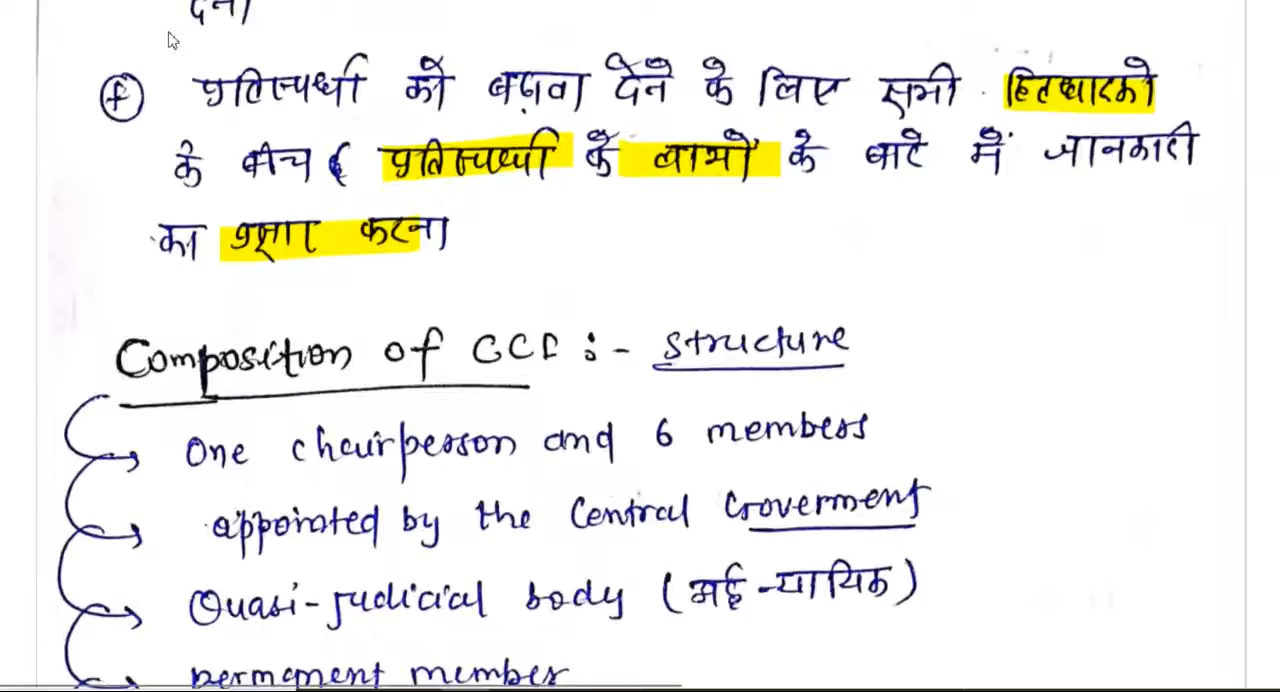 देना
(f) प्रतिस्पर्धा को बढ़वा देने के लिए सभी हितधारको
के बीच प्रतिस्पर्धा के लाभों के बारे में जानकारी
का प्रसार करना
Composition of CCI :- structure
One chairperson and 6 members
appointed by the Central Goverment
Quasi-judicial body (अर्द्ध-न्यायिक)
permanent member